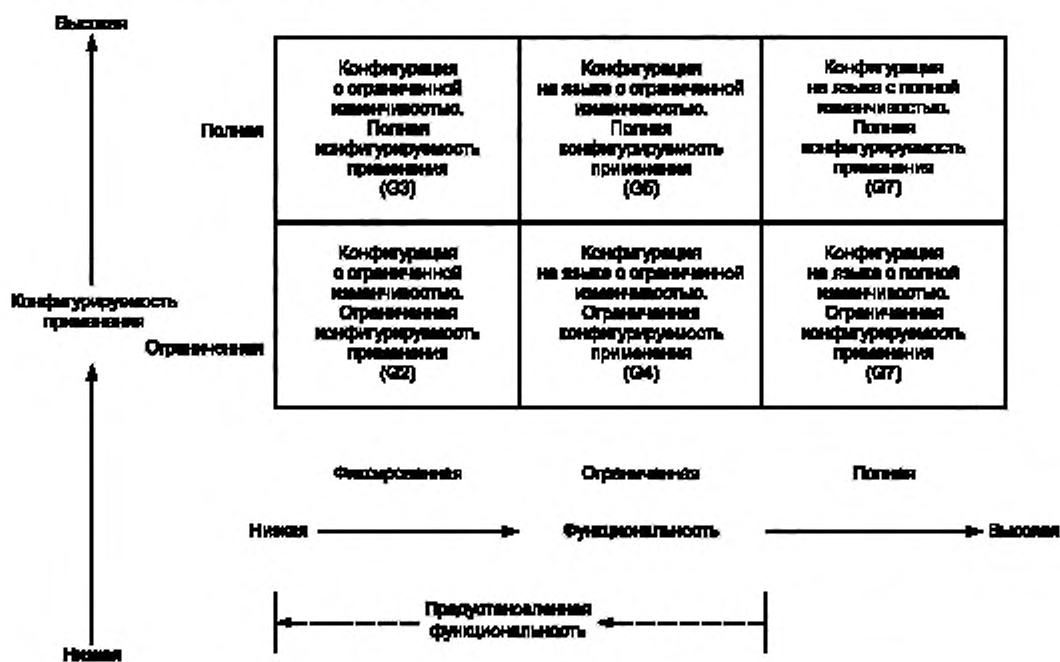 Высокая
Полная
Конфигурация
с ограниченной
изменчивостью.
Полная
конфигурируемость
применения
(G3)
Конфигурация
на языке с ограниченной
изменчивостью.
Полная
конфигурируемость
применения
(G5)
Конфигурация
на языке с полной
изменчивостью.
Полная
конфигурируемость
применения
(G7)
Конфигурируемость
применения
Ограниченная
Конфигурация
с ограниченной
изменчивостью.
Ограниченная
конфигурируемость
применения
(G2)
Конфигурация
на языке с ограниченной
изменчивостью.
Ограниченная
конфигурируемость
применения
(G4)
Конфигурация
на языке с полной
изменчивостью.
Ограниченная
конфигурируемость
применения
(G7)
Фиксированная
Ограниченная
Полная
Низкая
Функциональность
Высокая
Предустановленная
функциональность
Низкая